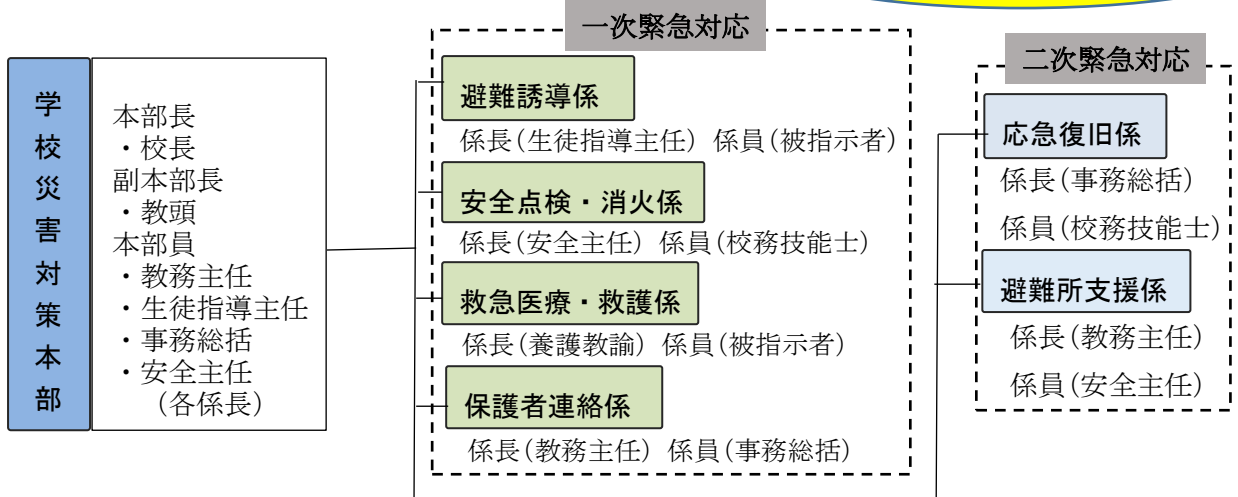 学校災害対策本部
本部長
・校長
副本部長
・教頭
本部員
・教務主任
・生徒指導主任
・事務総括
・安全主任
（各係長）
一次緊急対応
避難誘導係
係長(生徒指導主任) 係員(被指示者)
安全点検・消火係
係長(安全主任) 係員(校務技能士)
救急医療・救護係
係長(養護教諭) 係員(被指示者)
保護者連絡係
係長(教務主任) 係員(事務総括)
二次緊急対応
応急復旧係
係長(事務総括)
係員(校務技能士)
避難所支援係
係長(教務主任)
係員(安全主任)